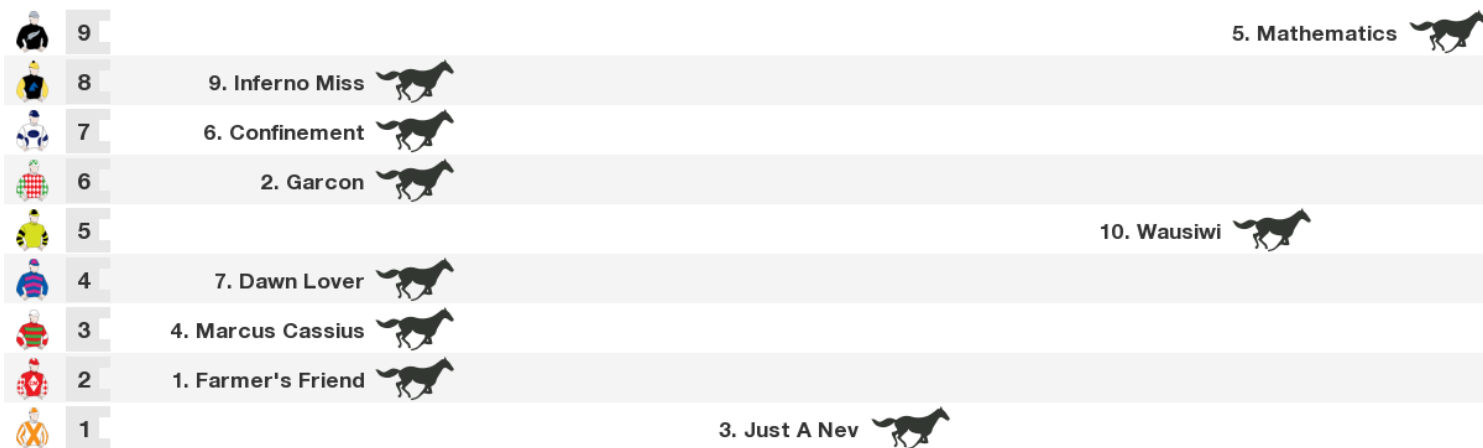 9 5. Mathematics
8 9. Inferno Miss
7 6. Confinement
6 2. Garcon
5 10. Wausiwi
4 7. Dawn Lover
3 4. Marcus Cassius
2 1. Farmer's Friend
1 3. Just A Nev